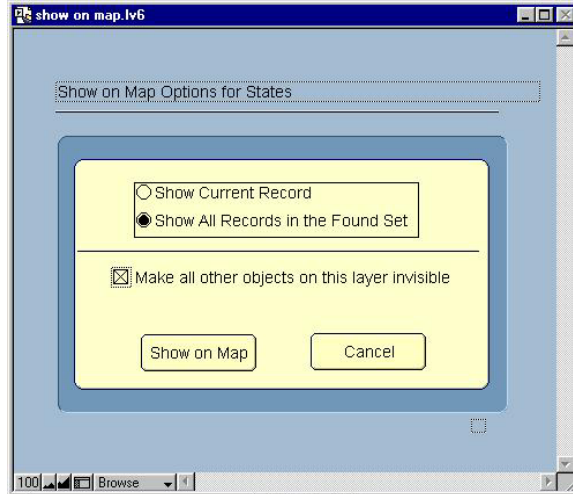 show on map.lv6
Show on Map Options for States
Show Current Record
Show All Records in the Found Set
Make all other objects on this layer invisible
Show on Map
Cancel
100
Browse